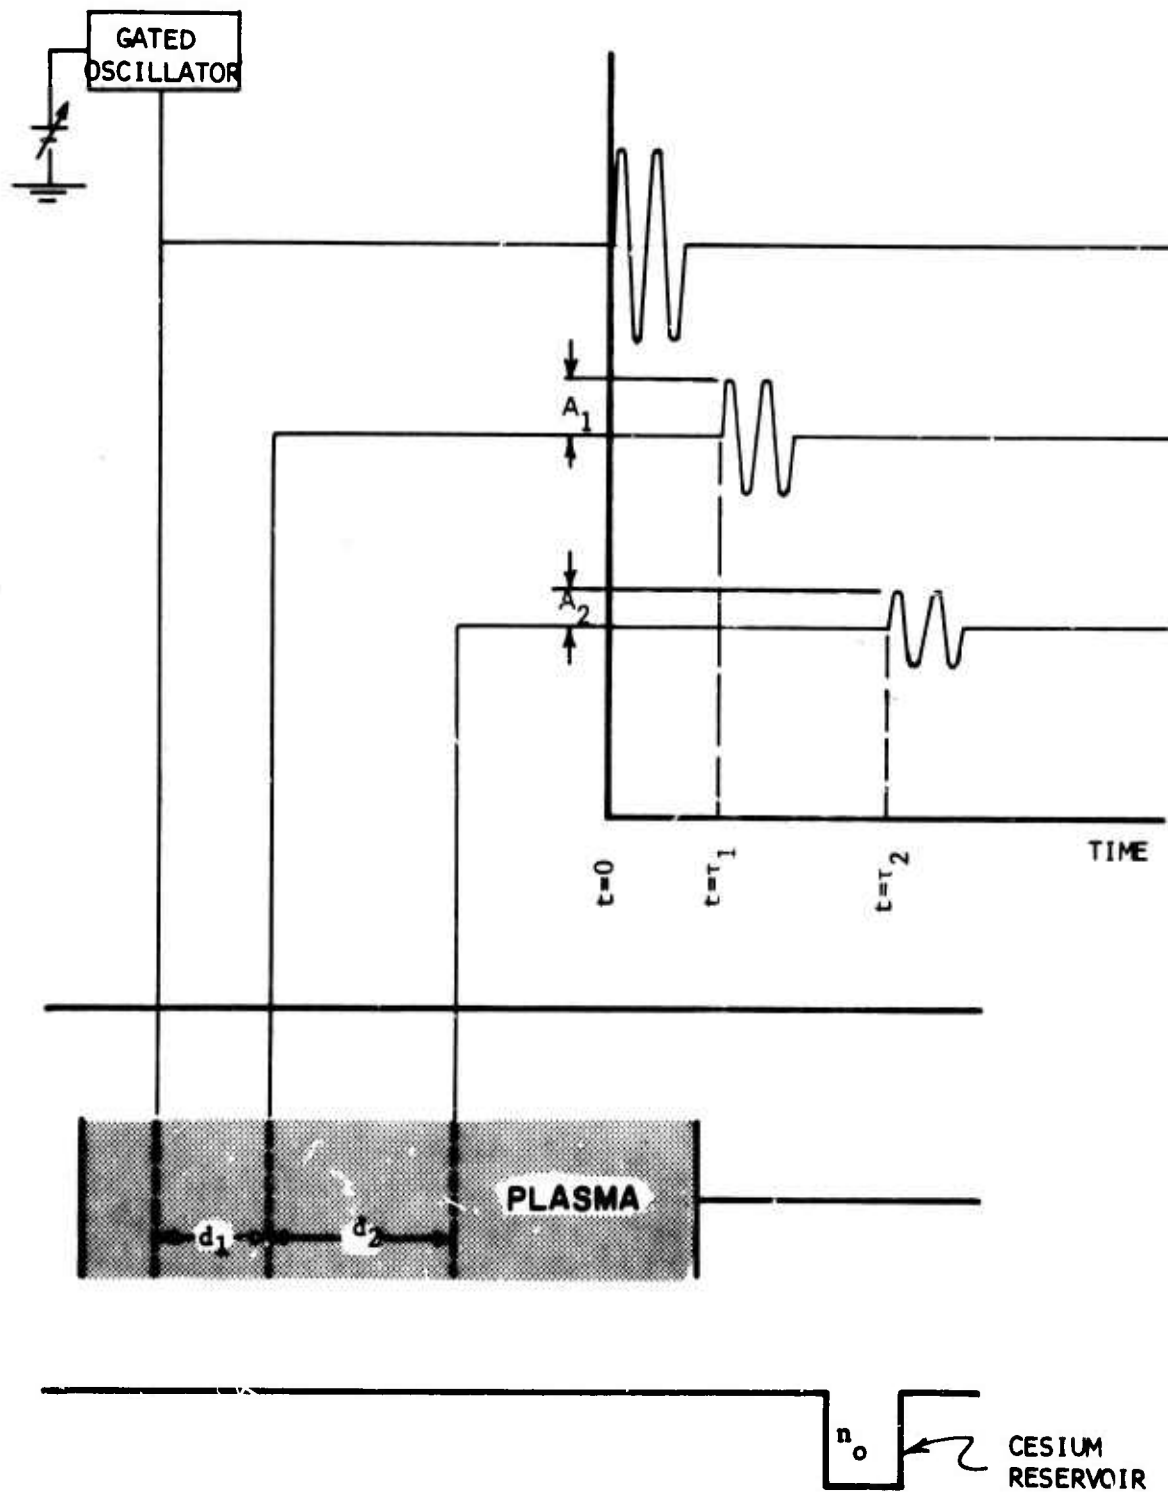 GATED
OSCILLATOR
A1
A2
TIME
t=0
t=τ1
t=τ2
PLASMA
d1
d2
no
CESIUM
RESERVOIR